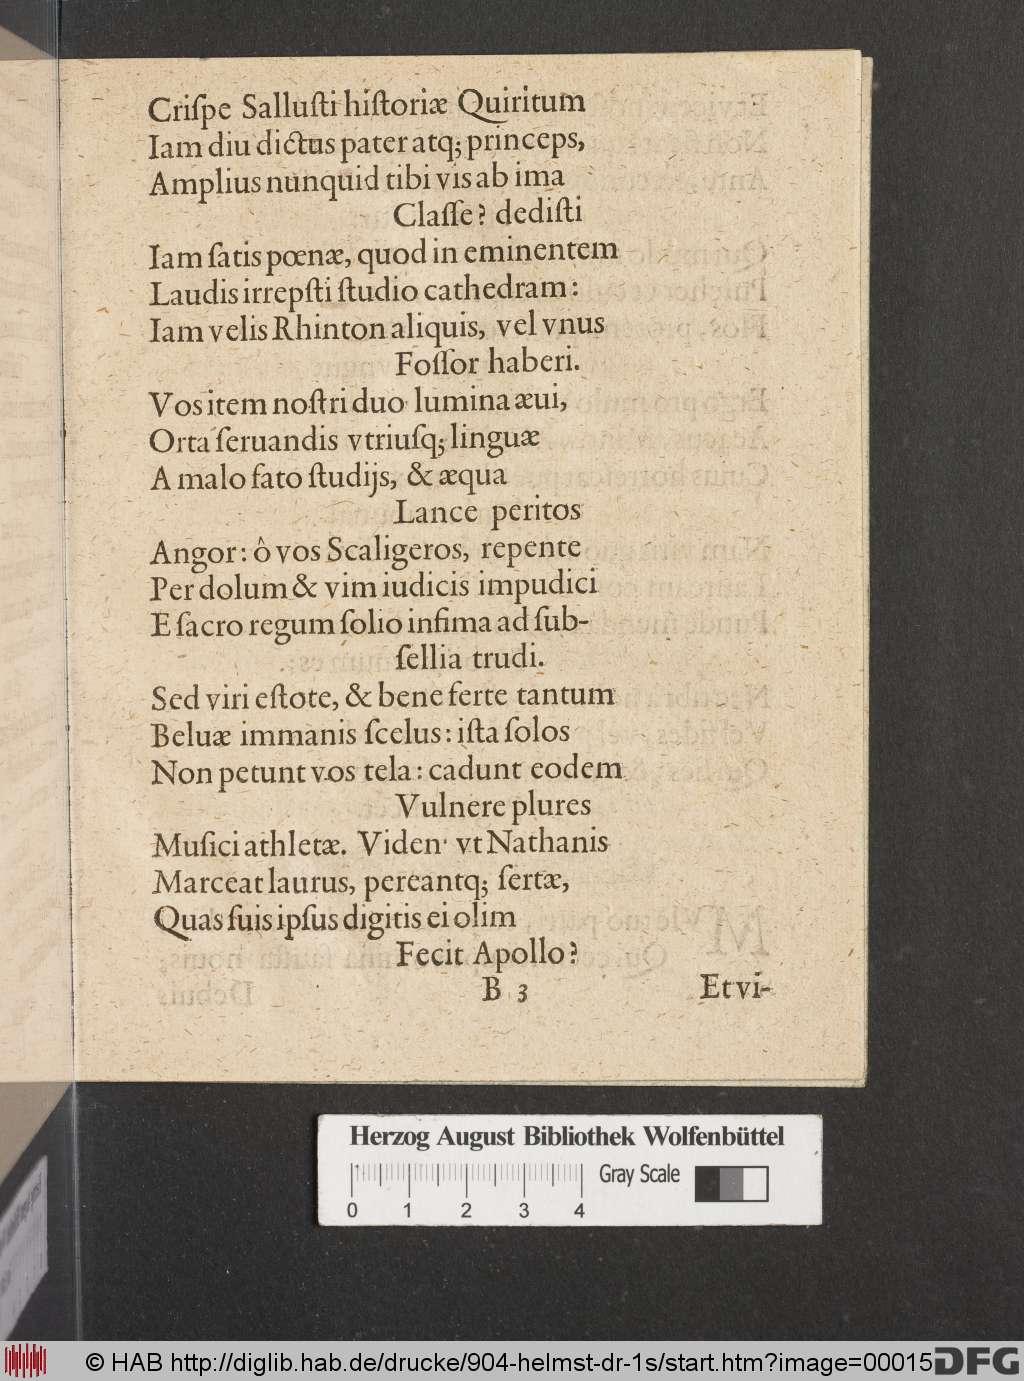 Criſpe Salluſti hiſtoriæ Quiritum
Iam diu dictus pater atq; princeps,
Amplius nunquid tibi vis ab ima
Claſſe? dediſti
Iam ſatis pœnæ, quod in eminentem
Laudis irrepſti ſtudio cathedram:
Iam velis Rhinton aliquis, vel vnus
Foſſor haberi.
Vos item noſtri duo lumina æui,
Orta ſeruandis vtriuſq; linguæ
A malo fato ſtudijs, & æqua
Lance peritos
Angor: ô vos Scaligeros, repente
Per dolum & vim iudicis impudici
E ſacro regum ſolio infima ad ſub-
ſellia trudi.
Sed viri eſtote, & bene ferte tantum
Beluæ immanis ſcelus: iſta ſolos
Non petunt vos tela: cadunt eodem
Vulnere plures
Muſici athletæ. Viden' vt Nathanis
Marceat laurus, pereantq; ſertæ,
Quas ſuis ipſus digitis ei olim
Fecit Apollo?
B 3 Et vi-
Herzog August Bibliothek Wolfenbüttel
Gray Scale
0 1 2 3 4
© HAB http://diglib.hab.de/drucke/904-helmst-dr-1s/start.htm?image=00015
DFG